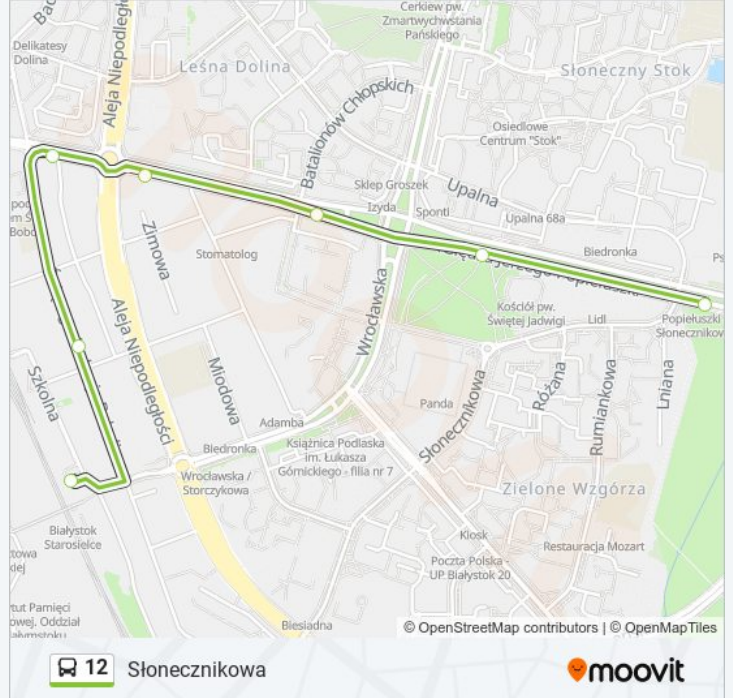 Cerkiew pw.
Zmartwychwstania
Pańskiego
Delikatesy
Dolina
Aleja Niepodległości
Leśna Dolina
Słoneczny Stok
Batalionów Chłopskich
Osiedlowe
Centrum "Stok"
Sklep Groszek
Upalna
Izyda
Sponti
Upalna 68a
Biedronka
Zimowa
Stomatolog
Kościół pw.
Świętej Jadwigi
Lidl
Popiełuszki
Wrocławska
Aleja Niepodległości
Szkolna
Miodowa
Panda
Słonecznikowa
Różana
Rumiankowa
Lniana
Adamba
Biedronka
Książnica Podlaska
im. Łukasza
Górnickiego - filia nr 7
Wrocławska /
Storczykowa
Zielone Wzgórza
Białystok
Starosielce
Kiosk
Restauracja Mozart
Poczta Polska -
UP Białystok 20
Biesiadna
© OpenStreetMap contributors | © OpenMapTiles
12 Słonecznikowa
moovit